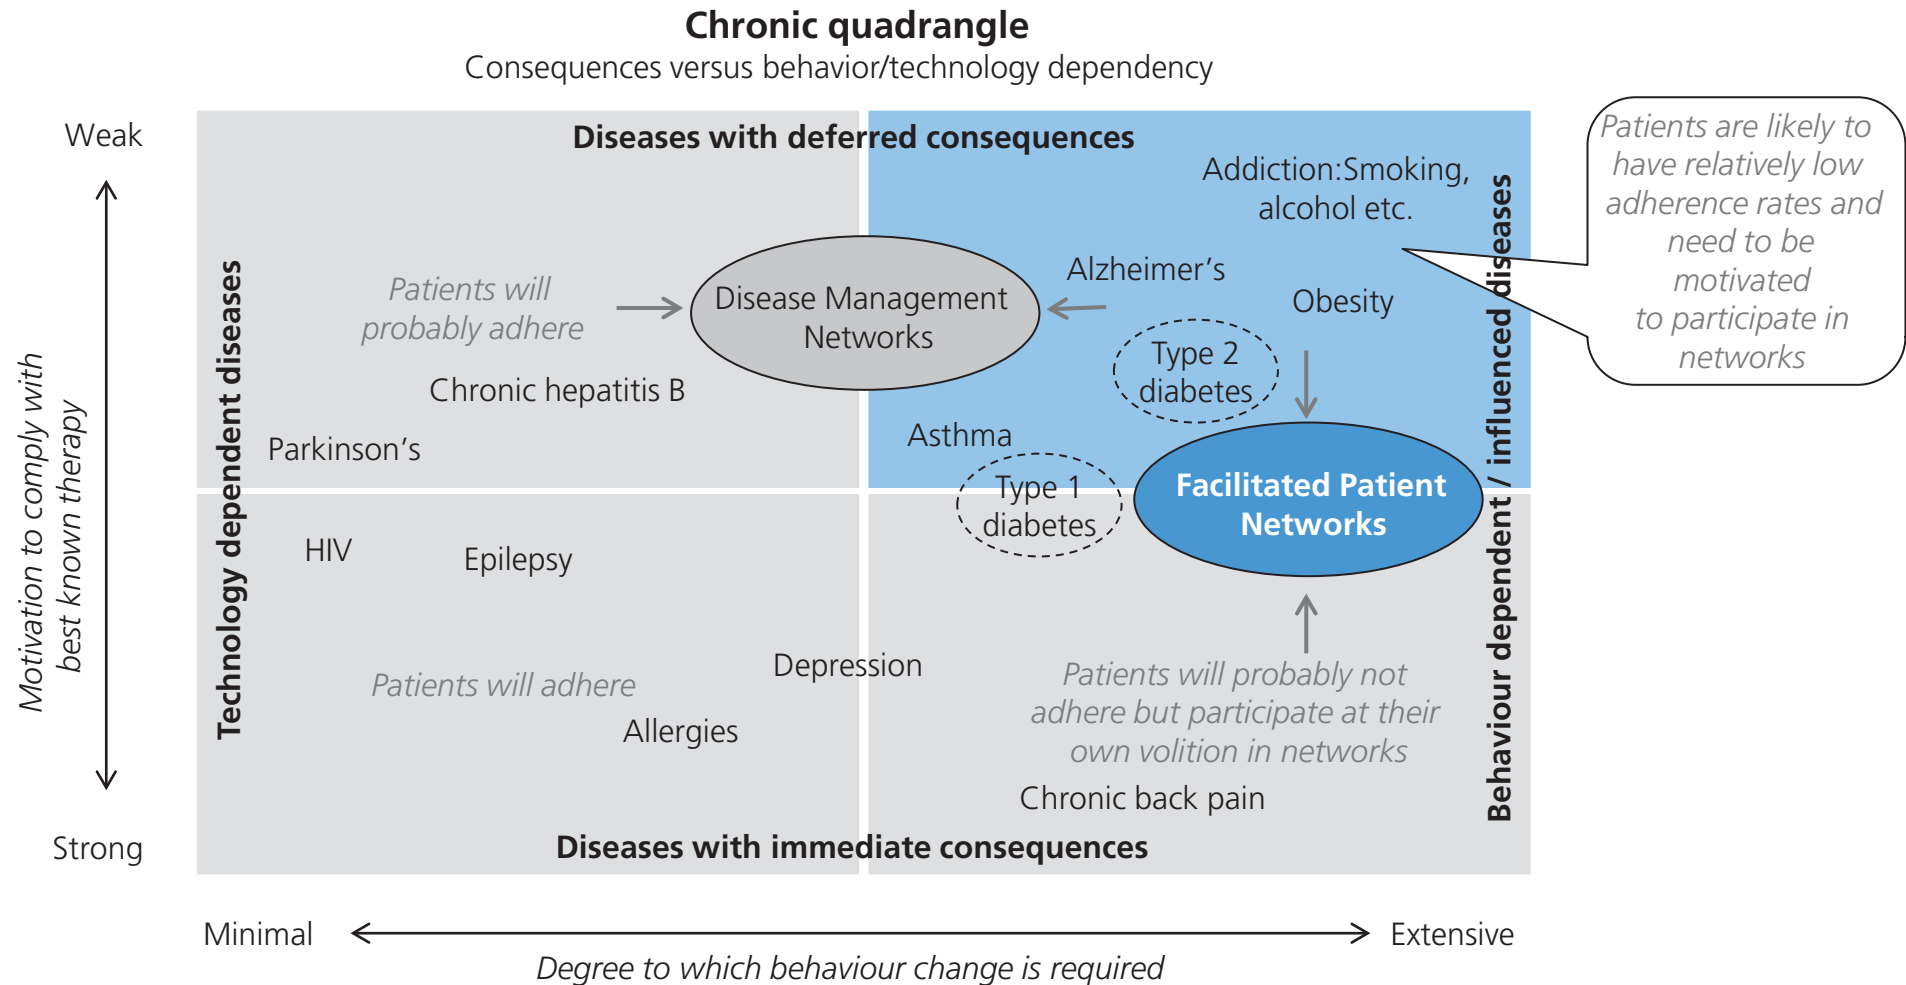 Chronic quadrangle
Consequences versus behavior/technology dependency
Weak
Motivation to comply with
best known therapy
Strong
Technology dependent diseases
Diseases with deferred consequences
Addiction:Smoking,
alcohol etc.
Patients will
probably adhere
Disease Management
Networks
Alzheimer's
Obesity
Type 2
diabetes
Chronic hepatitis B
Parkinson's
Asthma
Type 1
diabetes
Facilitated Patient
Networks
HIV
Epilepsy
Depression
Patients will adhere
Allergies
Patients will probably not
adhere but participate at their
own volition in networks
Chronic back pain
Diseases with immediate consequences
Behaviour dependent / influenced diseases
Patients are likely to
have relatively low
adherence rates and
need to be
motivated
to participate in
networks
Minimal
Extensive
Degree to which behaviour change is required